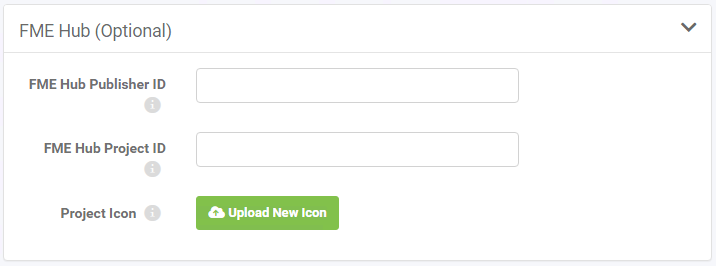 FME Hub (Optional)
FME Hub Publisher ID
FME Hub Project ID
Project Icon
Upload New Icon